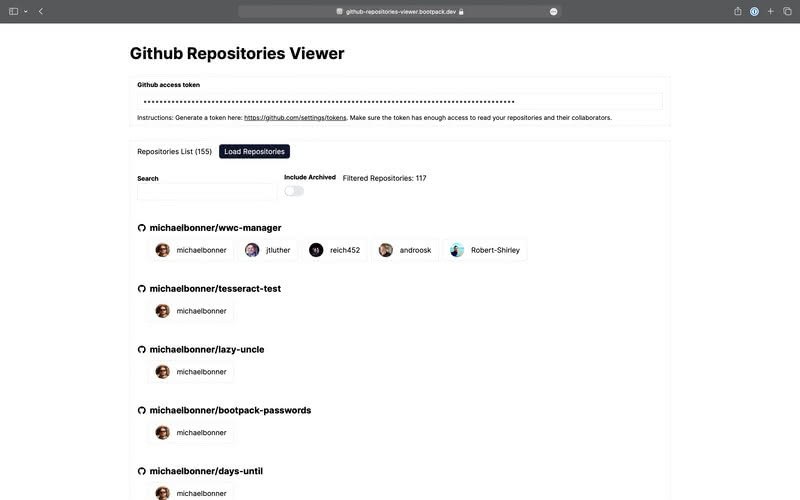 github-repositories-viewer.bootpack.dev
Github Repositories Viewer
Github access token
Instructions: Generate a token here: https://github.com/settings/tokens. Make sure the token has enough access to read your repositories and their collaborators.
Repositories List (155) Load Repositories
Search Include Archived Filtered Repositories: 117
michaelbonner/wwc-manager
michaelbonner jtluther reich452 androosk Robert-Shirley
michaelbonner/tesseract-test
michaelbonner
michaelbonner/lazy-uncle
michaelbonner
michaelbonner/bootpack-passwords
michaelbonner
michaelbonner/days-until
michaelbonner